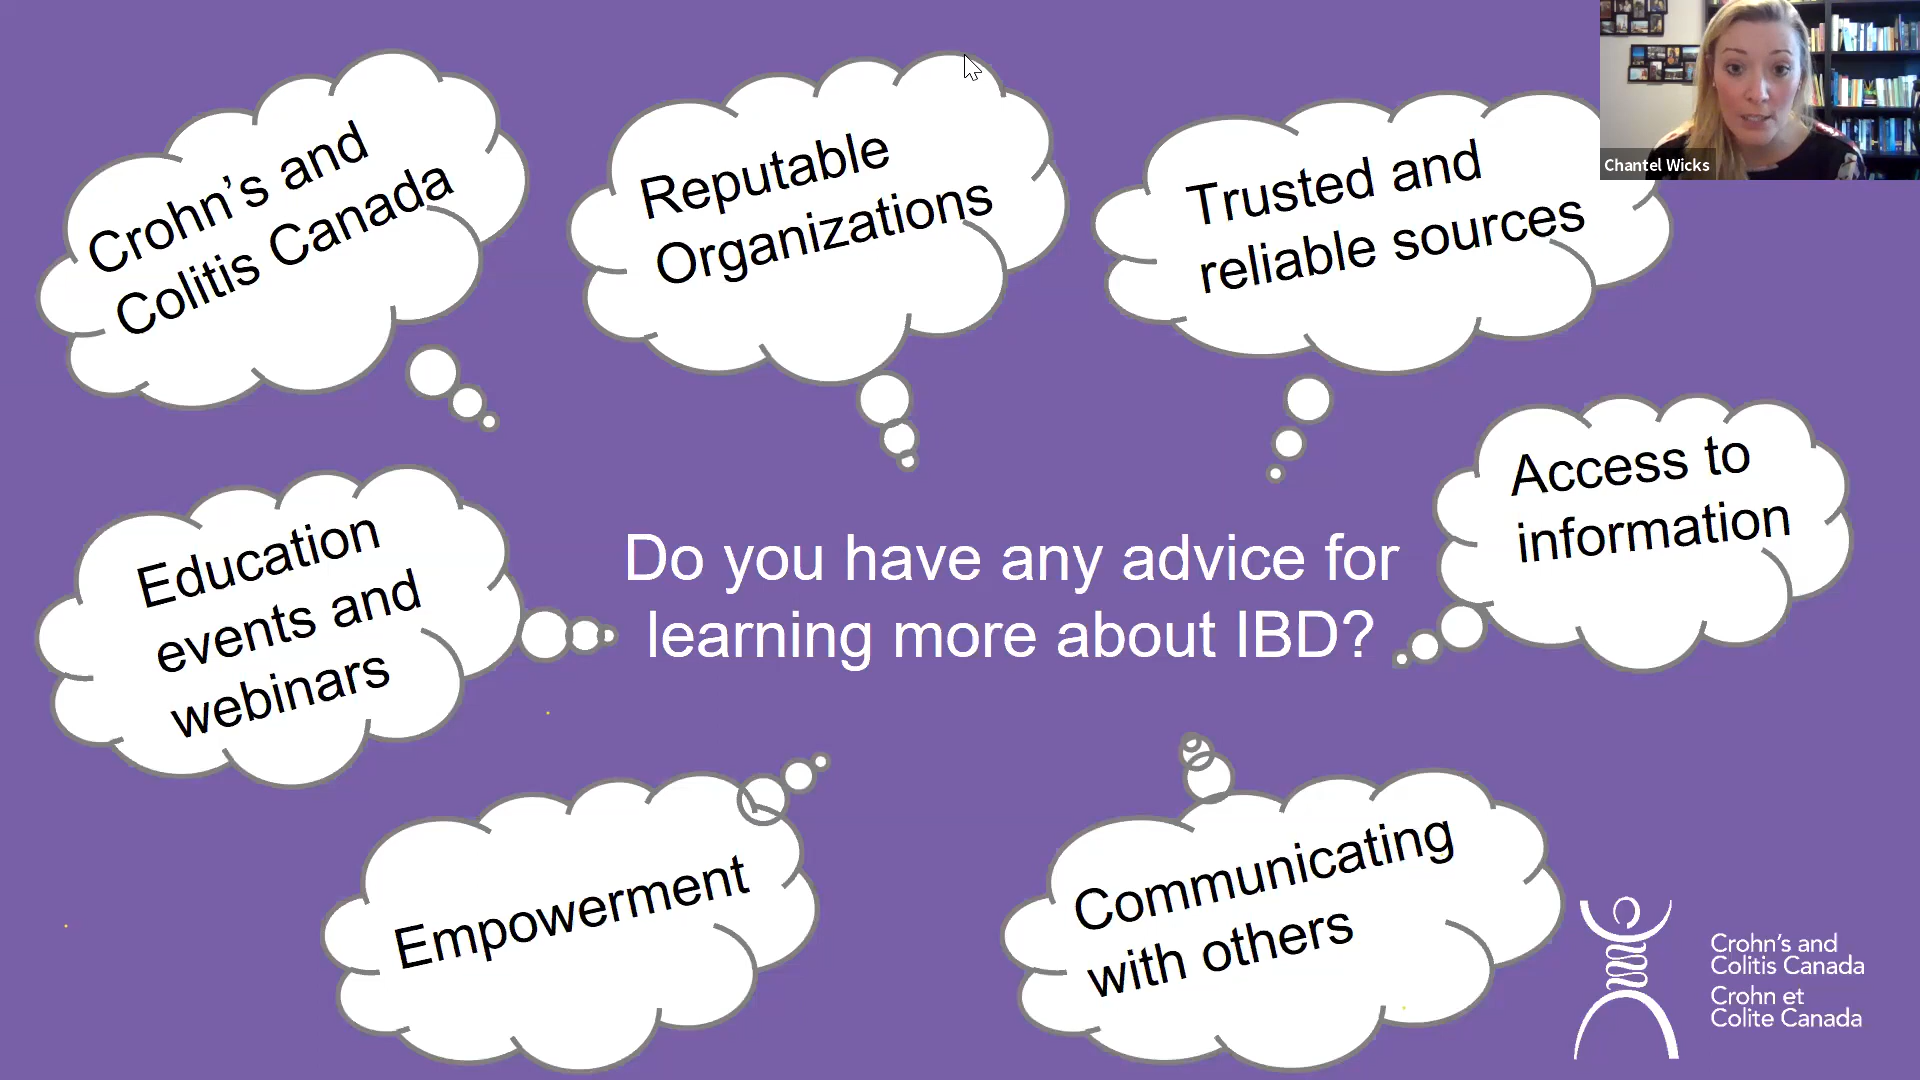 Crohn’s and
Colitis Canada
Reputable
Organizations
Trusted and
reliable sources
Chantel Wicks
Access to
information
Education
events and
webinars
Do you have any advice for
learning more about IBD?
Empowerment
Communicating
with others
Crohn’s and
Colitis Canada
Crohn et
Colite Canada